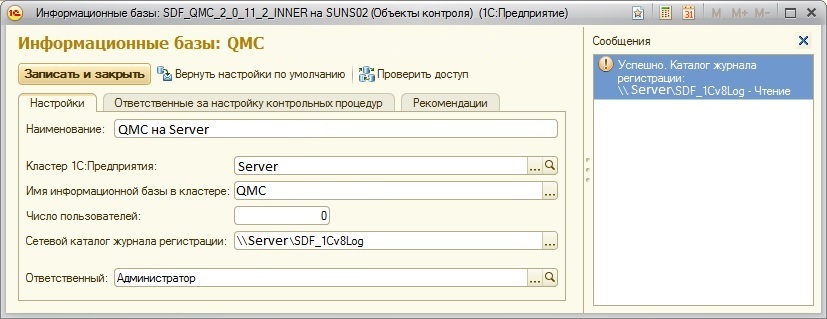 Информационные базы: SDF_QMC_2_0_11_2_INNER на SUNS02 (Объекты контроля) (1С:Предприятие)
M M+ M-
31
Информационные базы: QMC
Записать и закрыть Вернуть настройки по умолчанию Проверить доступ
Настройки Ответственные за настройку контрольных процедур Рекомендации
Наименование: QMC на Server
Кластер 1С:Предприятия: Server ...
Имя информационной базы в кластере: QMC ...
Число пользователей: 0
Сетевой каталог журнала регистрации: \\Server\SDF_1Cv8Log ...
Ответственный: Администратор ...
Сообщения
Успешно. Каталог журнала
регистрации:
\\ Server\SDF_1Cv8Log - Чтение